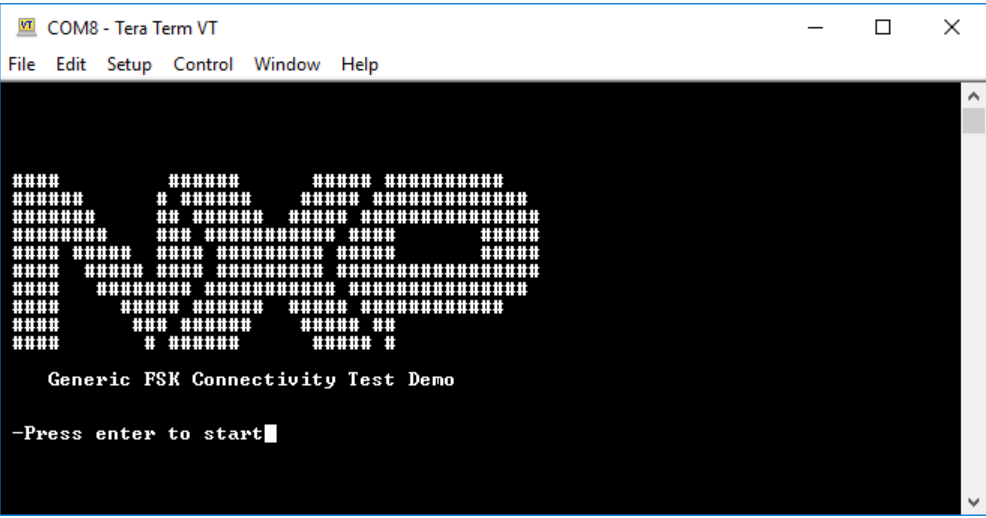 COM8 - Tera Term VT
File Edit Setup Control Window Help
####         ######      ##### ##########
######      # ######    ##### #############
#######     ## ######  ##### ###############
########    ### ########### ####       #####
#### #####  #### ######### #####       #####
####  ##### #### ######### #################
####   ######## ########### ###############
####     ##### ######  ##### ############
####      ### ######    ##### ##
####       # ######      ##### #
Generic FSK Connectivity Test Demo
-Press enter to start